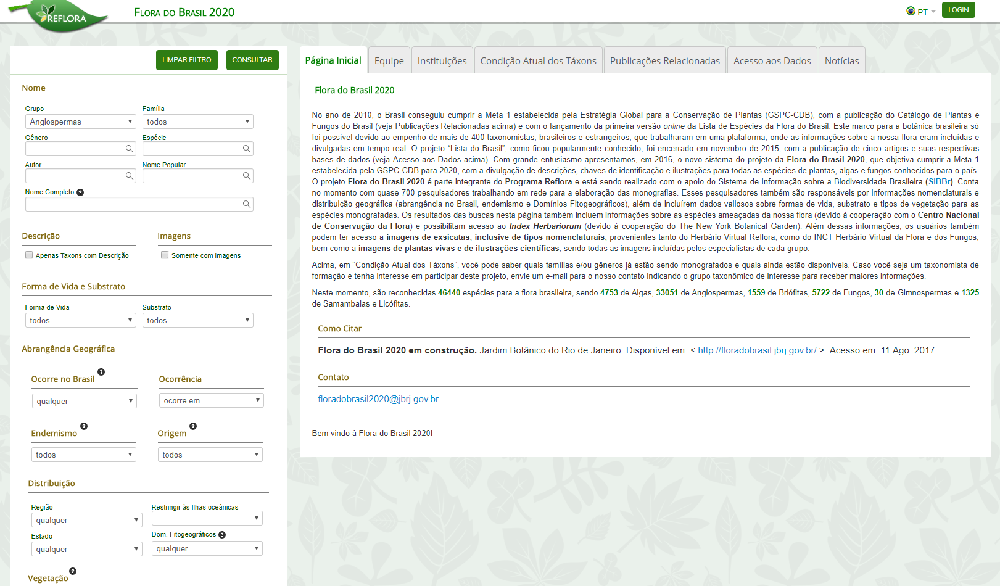 REFLORA
Flora do Brasil 2020
PT
LOGIN
LIMPAR FILTRO
CONSULTAR
Nome
Grupo
Família
Angiospermas
todos
Gênero
Espécie
Autor
Nome Popular
Nome Completo
Descrição
Imagens
Apenas Taxons com Descrição
Somente com imagens
Forma de Vida e Substrato
Forma de Vida
Substrato
todos
todos
Abrangência Geográfica
Ocorre no Brasil
Ocorrência
qualquer
ocorre em
Endemismo
Origem
todos
todos
Distribuição
Região
Restringir às Ilhas oceânicas
qualquer
Estado
Dom. Fitogeográficos
qualquer
qualquer
Vegetação
Página Inicial
Equipe
Instituições
Condição Atual dos Táxons
Publicações Relacionadas
Acesso aos Dados
Notícias
Flora do Brasil 2020
No ano de 2010, o Brasil conseguiu cumprir a Meta 1 estabelecida pela Estratégia Global para a Conservação de Plantas (GSPC-CDB), com a publicação do Catálogo de Plantas e
Fungos do Brasil (veja Publicações Relacionadas acima) e com o lançamento da primeira versão online da Lista de Espécies da Flora do Brasil. Este marco para a botânica brasileira só
foi possível devido ao empenho de mais de 400 taxonomistas, brasileiros e estrangeiros, que trabalharam em uma plataforma, onde as informações sobre a nossa flora eram incluídas e
divulgadas em tempo real. O projeto “Lista do Brasil”, como ficou popularmente conhecido, foi encerrado em novembro de 2015, com a publicação de cinco artigos e suas respectivas
bases de dados (veja Acesso aos Dados acima). Com grande entusiasmo apresentamos, em 2016, o novo sistema do projeto da Flora do Brasil 2020, que objetiva cumprir a Meta 1
estabelecida pela GSPC-CDB para 2020, com a divulgação de descrições, chaves de identificação e ilustrações para todas as espécies de plantas, algas e fungos conhecidos para o país.
O projeto Flora do Brasil 2020 é parte integrante do Programa Reflora e está sendo realizado com o apoio do Sistema de Informação sobre a Biodiversidade Brasileira (SiBBr). Conta
no momento com quase 700 pesquisadores trabalhando em rede para a elaboração das monografias. Esses pesquisadores também são responsáveis por informações nomenclaturais e
distribuição geográfica (abrangência no Brasil, endemismo e Domínios Fitogeográficos), além de incluírem dados valiosos sobre formas de vida, substrato e tipos de vegetação para as
espécies monografadas. Os resultados das buscas nesta página também incluem informações sobre as espécies ameaçadas da nossa flora (devido à cooperação com o Centro Nacional
de Conservação da Flora) e possibilitam acesso ao Index Herbariorum (devido à cooperação do The New York Botanical Garden). Além dessas informações, os usuários também
podem ter acesso a imagens de exsicatas, inclusive de tipos nomenclaturais, provenientes tanto do Herbário Virtual Reflora, como do INCT Herbário Virtual da Flora e dos Fungos;
bem como a imagens de plantas vivas e de ilustrações científicas, sendo todas as imagens incluídas pelos especialistas de cada grupo.
Acima, em “Condição Atual dos Táxons”, você pode saber quais famílias e/ou gêneros já estão sendo monografados e quais ainda estão disponíveis. Caso você seja um taxonomista de
formação e tenha interesse em participar deste projeto, envie um e-mail para o nosso contato indicando o grupo taxonômico de interesse para receber maiores informações.
Neste momento, são reconhecidas 46440 espécies para a flora brasileira, sendo 4753 de Algas, 33051 de Angiospermas, 1559 de Briófitas, 5722 de Fungos, 30 de Gimnospermas e 1325
de Samambaias e Licófitas.
Como Citar
Flora do Brasil 2020 em construção. Jardim Botânico do Rio de Janeiro. Disponível em: < http://floradobrasil.jbrj.gov.br/ >. Acesso em: 11 Ago. 2017
Contato
floradobrasil2020@jbrj.gov.br
Bem vindo à Flora do Brasil 2020!